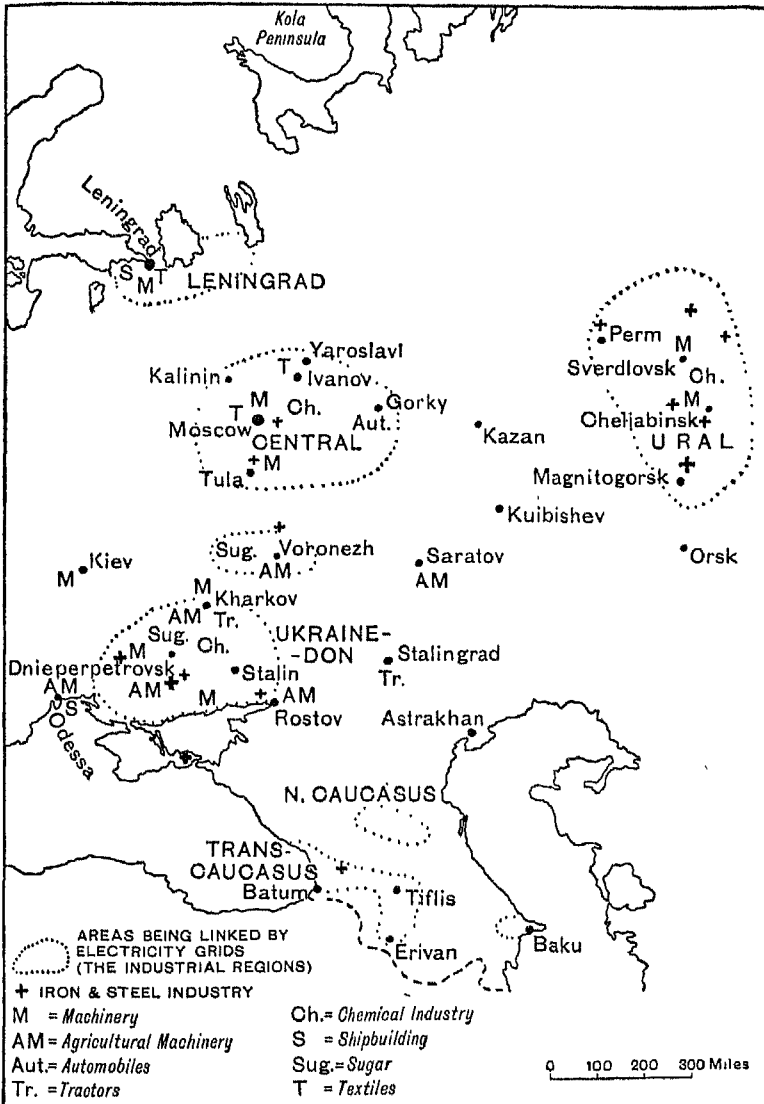 Kola
Peninsula
Leningrad
S M T
LENINGRAD
Perm
M
Sverdlovsk
Ch.
M
Cheljabinsk
URAL
Magnitogorsk
Yaroslavl
T
Ivanov
Kalinin
M
T
Ch.
Gorky
Aut.
Moscow
CENTRAL
M
Tula
Kazan
Kuibishev
Orsk
Sug.
Voronezh
AM
Kiev
M
Saratov
AM
M
Kharkov
AM
Tr.
Sug.
M
Ch.
UKRAINE-
-DON
Stalingrad
Tr.
Dnieperpetrovsk
Stalin
AM
M
AM
Rostov
AM
S
Odessa
Astrakhan
N. CAUCASUS
TRANS-
CAUCASUS
Batum
Tiflis
Erivan
Baku
AREAS BEING LINKED BY
ELECTRICITY GRIDS
(THE INDUSTRIAL REGIONS)
+ IRON & STEEL INDUSTRY
M = Machinery
AM = Agricultural Machinery
Aut. = Automobiles
Tr. = Tractors
Ch. = Chemical Industry
S = Shipbuilding
Sug. = Sugar
T = Textiles
0 100 200 300 Miles